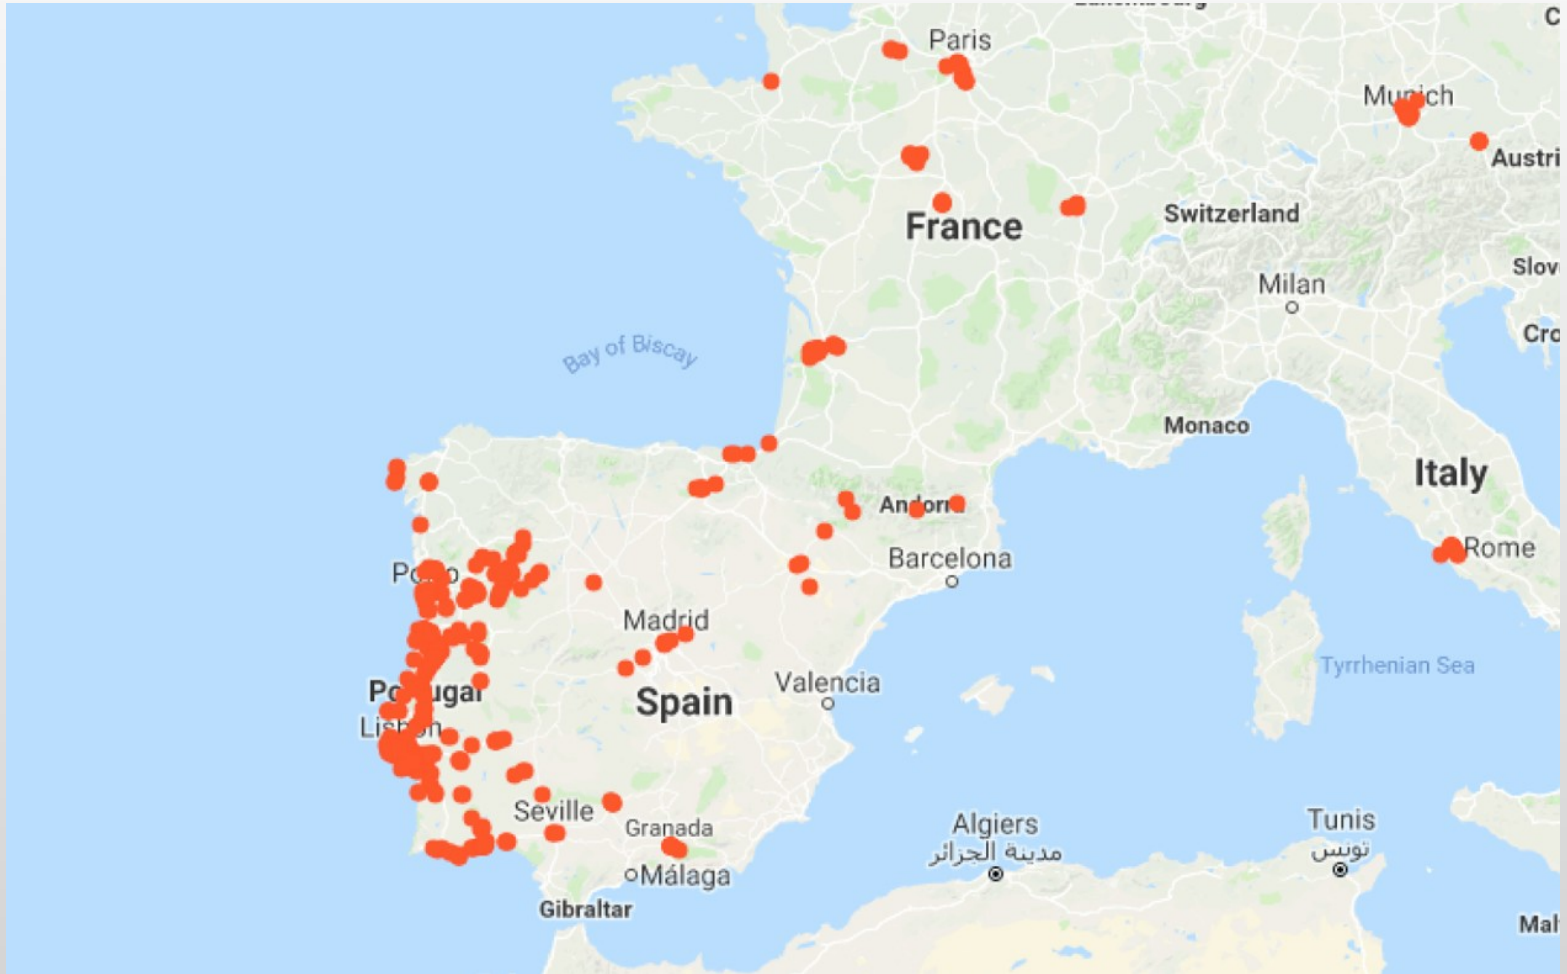 Luxembourg
C
Paris
Munich
Austri
France
Switzerland
Slov
Milan
Cro
Bay of Biscay
Monaco
Italy
Andorra
Barcelona
Rome
Porto
Madrid
Tyrrhenian Sea
Portugal
Spain
Valencia
Lisbon
Seville
Granada
Algiers
مدينة الجزائر
Tunis
تونس
Málaga
Gibraltar
Mal